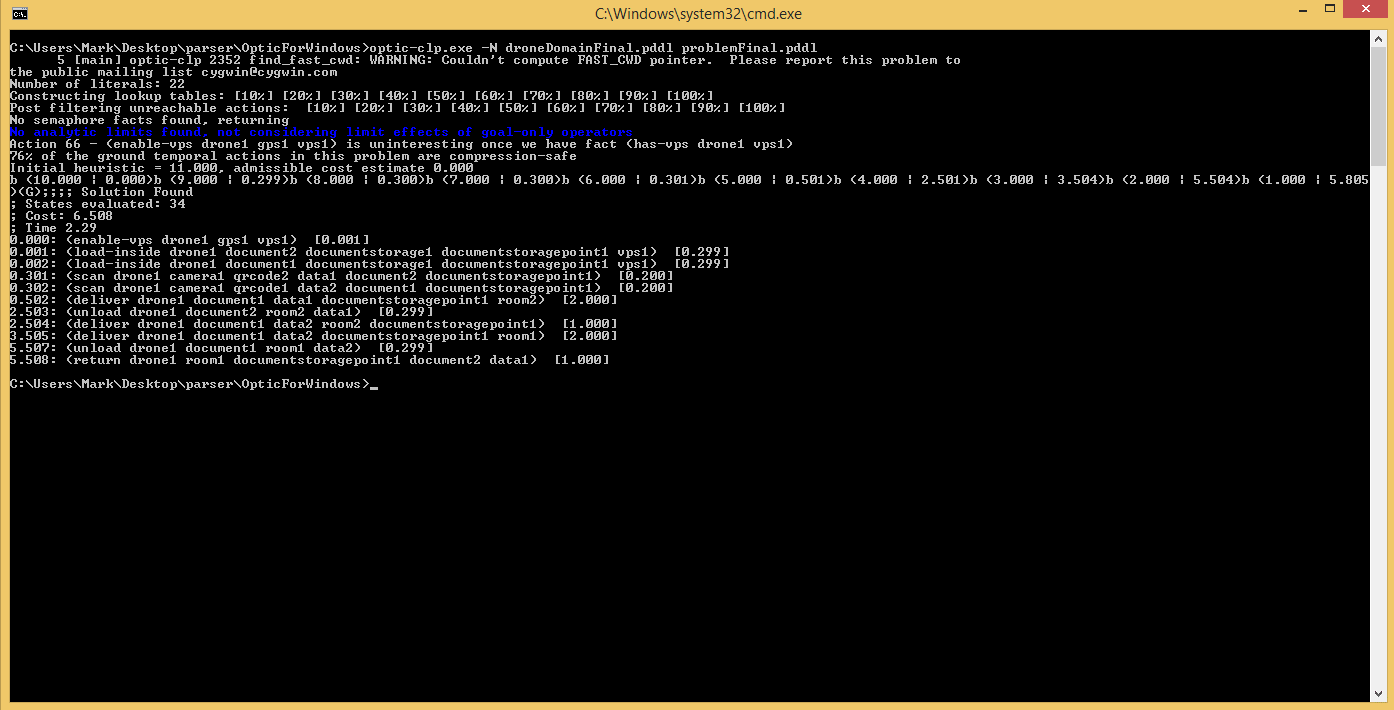 C:\Windows\system32\cmd.exe
C:\Users\Mark\Desktop\parser\OpticForWindows>optic-clp.exe -N droneDomainFinal.pddl problemFinal.pddl
5 [main] optic-clp 2352 find_fast_cwd: WARNING: Couldn't compute FAST_CWD pointer.  Please report this problem to
the public mailing list cygwin@cygwin.com
Number of literals: 22
Constructing lookup tables: [10%] [20%] [30%] [40%] [50%] [60%] [70%] [80%] [90%] [100%]
Post filtering unreachable actions:  [10%] [20%] [30%] [40%] [50%] [60%] [70%] [80%] [90%] [100%]
No semaphore facts found, returning
No analytic limits found, not considering limit effects of goal-only operators
Action 66 - (enable-vps drone1 gps1 vps1) is uninteresting once we have fact (has-vps drone1 vps1)
76% of the ground temporal actions in this problem are compression-safe
Initial heuristic = 11.000, admissible cost estimate 0.000
b (10.000 | 0.000)b (9.000 | 0.299)b (8.000 | 0.300)b (7.000 | 0.300)b (6.000 | 0.301)b (5.000 | 0.501)b (4.000 | 2.501)b (3.000 | 3.504)b (2.000 | 5.504)b (1.000 | 5.805
)(G);;;; Solution Found
; States evaluated: 34
; Cost: 6.508
; Time 2.29
0.000: (enable-vps drone1 gps1 vps1)  [0.001]
0.001: (load-inside drone1 document2 documentstorage1 documentstoragepoint1 vps1)  [0.299]
0.002: (load-inside drone1 document1 documentstorage1 documentstoragepoint1 vps1)  [0.299]
0.301: (scan drone1 camera1 qrcode2 data1 document2 documentstoragepoint1)  [0.200]
0.302: (scan drone1 camera1 qrcode1 data2 document1 documentstoragepoint1)  [0.200]
0.502: (deliver drone1 document1 data1 documentstoragepoint1 room2)  [2.000]
2.503: (unload drone1 document2 room2 data1)  [0.299]
2.504: (deliver drone1 document1 data2 room2 documentstoragepoint1)  [1.000]
3.505: (deliver drone1 document1 data2 documentstoragepoint1 room1)  [2.000]
5.507: (unload drone1 document1 room1 data2)  [0.299]
5.508: (return drone1 room1 documentstoragepoint1 document2 data1)  [1.000]
C:\Users\Mark\Desktop\parser\OpticForWindows>_